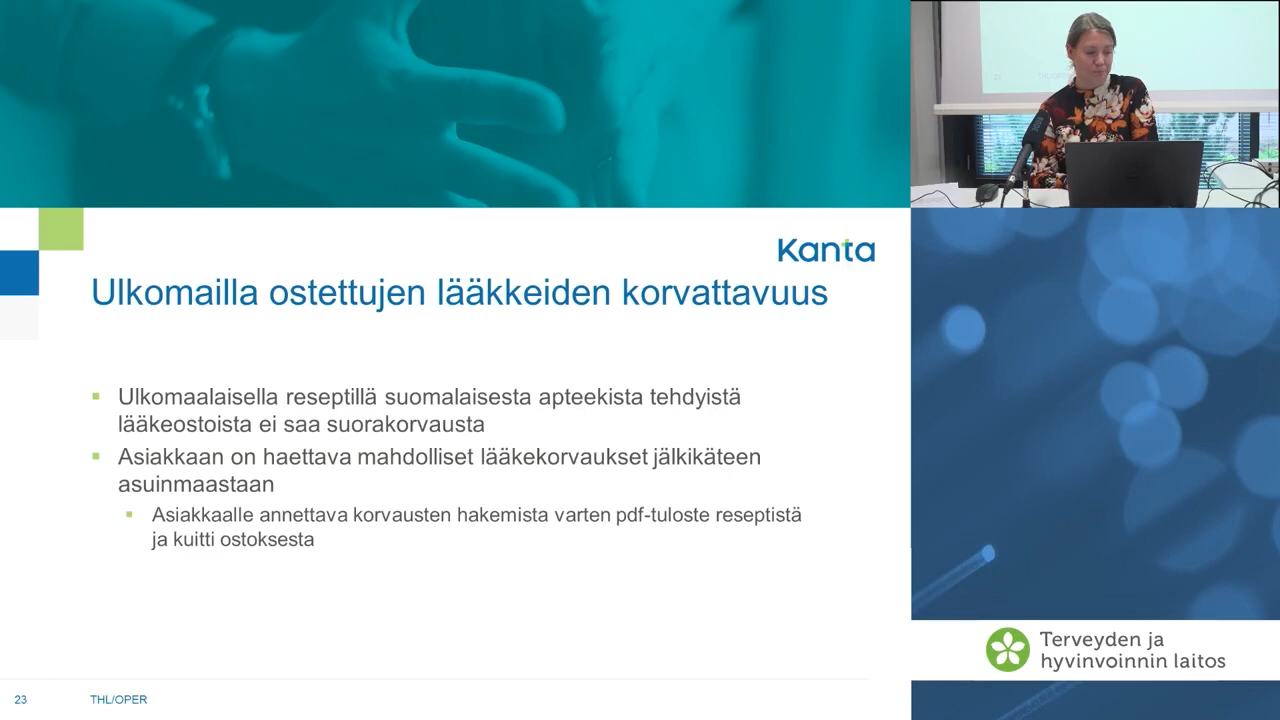 Kanta
Ulkomailla ostettujen lääkkeiden korvattavuus
Ulkomaalaisella reseptillä suomalaisesta apteekista tehdyistä
lääkeostoista ei saa suorakorvausta
Asiakkaan on haettava mahdolliset lääkekorvaukset jälkikäteen
asuinmaastaan
Asiakkaalle annettava korvausten hakemista varten pdf-tuloste reseptistä
ja kuitti ostoksesta
23
THL/OPER
Terveyden ja
hyvinvoinnin laitos